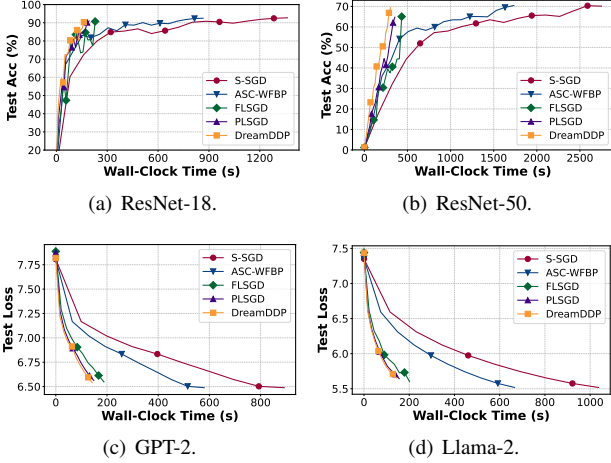 100
90
80
70
60
50
40
30
20
Test Acc (%)
0
300
600
900
1200
Wall-Clock Time (s)
S-SGD
ASC-WFBP
FLSGD
PLSGD
DreamDDP
(a) ResNet-18.
70
60
50
40
30
20
10
0
Test Acc (%)
0
500
1000
1500
2000
2500
Wall-Clock Time (s)
S-SGD
ASC-WFBP
FLSGD
PLSGD
DreamDDP
(b) ResNet-50.
7.75
7.50
7.25
7.00
6.75
6.50
Test Loss
0
200
400
600
800
Wall-Clock Time (s)
S-SGD
ASC-WFBP
FLSGD
PLSGD
DreamDDP
(c) GPT-2.
7.5
7.0
6.5
6.0
5.5
Test Loss
0
200
400
600
800
1000
Wall-Clock Time (s)
S-SGD
ASC-WFBP
FLSGD
PLSGD
DreamDDP
(d) Llama-2.